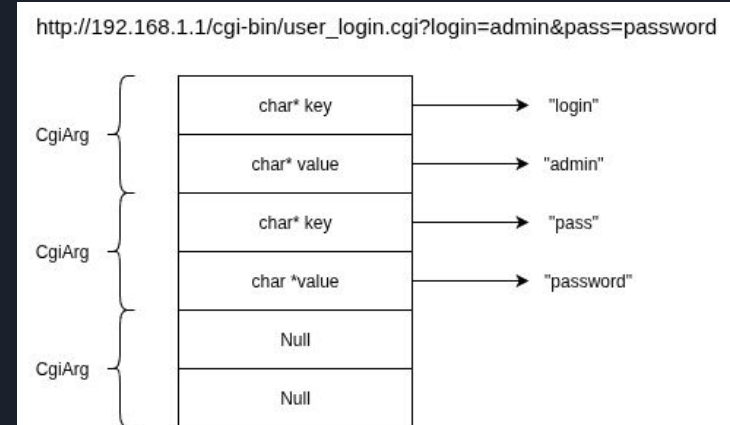 http://192.168.1.1/cgi-bin/user_login.cgi?login=admin&pass=password
char* key
"login"
CgiArg
char* value
"admin"
char* key
"pass"
CgiArg
char *value
"password"
Null
CgiArg
Null